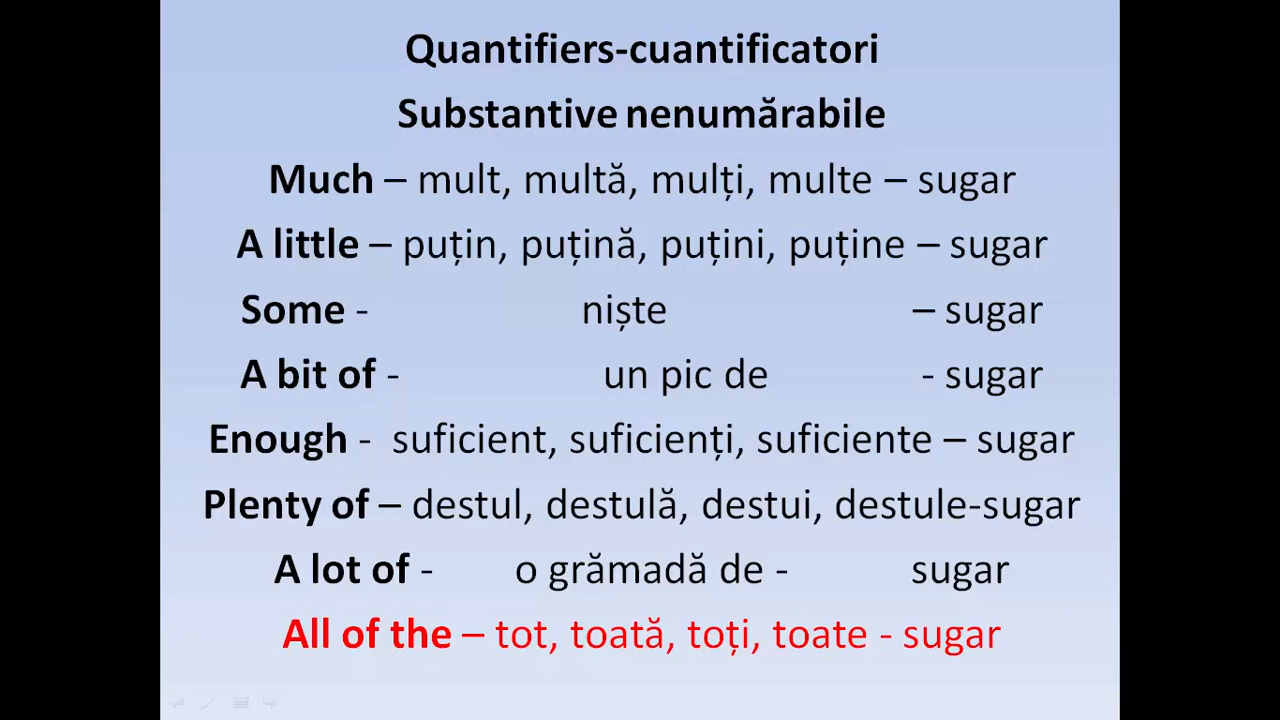 Quantifiers-cuantificatori
Substantive nenumărabile
Much – mult, multă, mulți, multe – sugar
A little – puțin, puțină, puțini, puține – sugar
Some - niște – sugar
A bit of - un pic de - sugar
Enough - suficient, suficienți, suficiente – sugar
Plenty of – destul, destulă, destui, destule-sugar
A lot of - o grămadă de - sugar
All of the – tot, toată, toți, toate - sugar